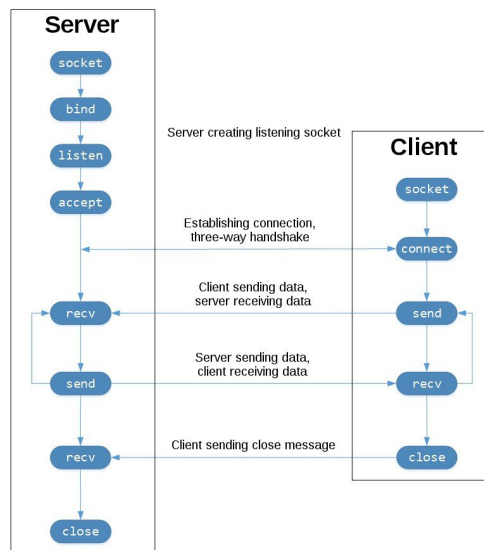 Server
socket
bind
listen
accept
Server creating listening socket
Client
socket
Establishing connection,
three-way handshake
connect
Client sending data,
server receiving data
recv
send
Server sending data,
client receiving data
send
recv
Client sending close message
recv
close
close